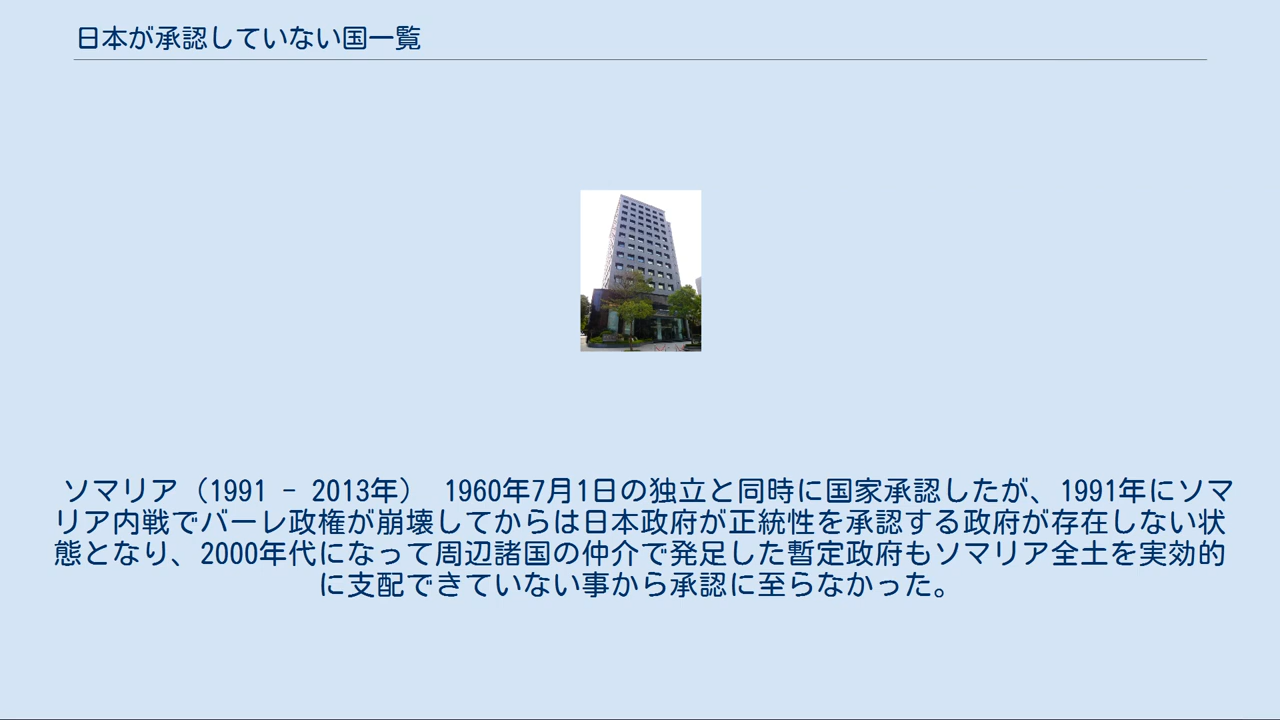 日本が承認していない国一覧
ソマリア（1991 - 2013年） 1960年7月1日の独立と同時に国家承認したが、1991年にソマ
リア内戦でバーレ政権が崩壊してからは日本政府が正統性を承認する政府が存在しない状
態となり、2000年代になって周辺諸国の仲介で発足した暫定政府もソマリア全土を実効的
に支配できていない事から承認に至らなかった。